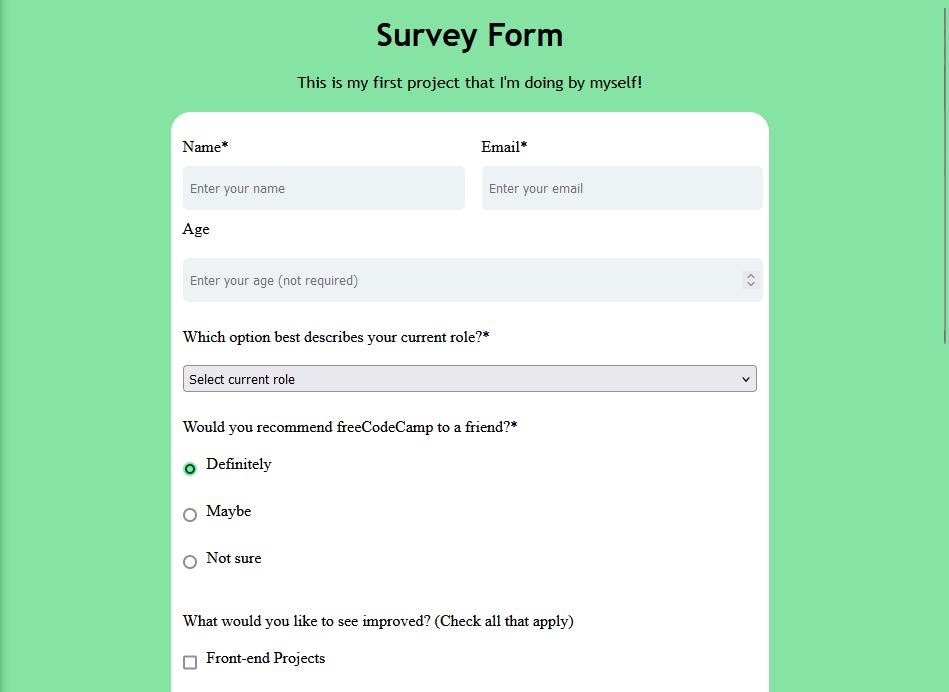 Survey Form
This is my first project that I'm doing by myself!
Name* Email*
Enter your name Enter your email
Age
Enter your age (not required)
Which option best describes your current role?*
Select current role
Would you recommend freeCodeCamp to a friend?*
Definitely
Maybe
Not sure
What would you like to see improved? (Check all that apply)
Front-end Projects